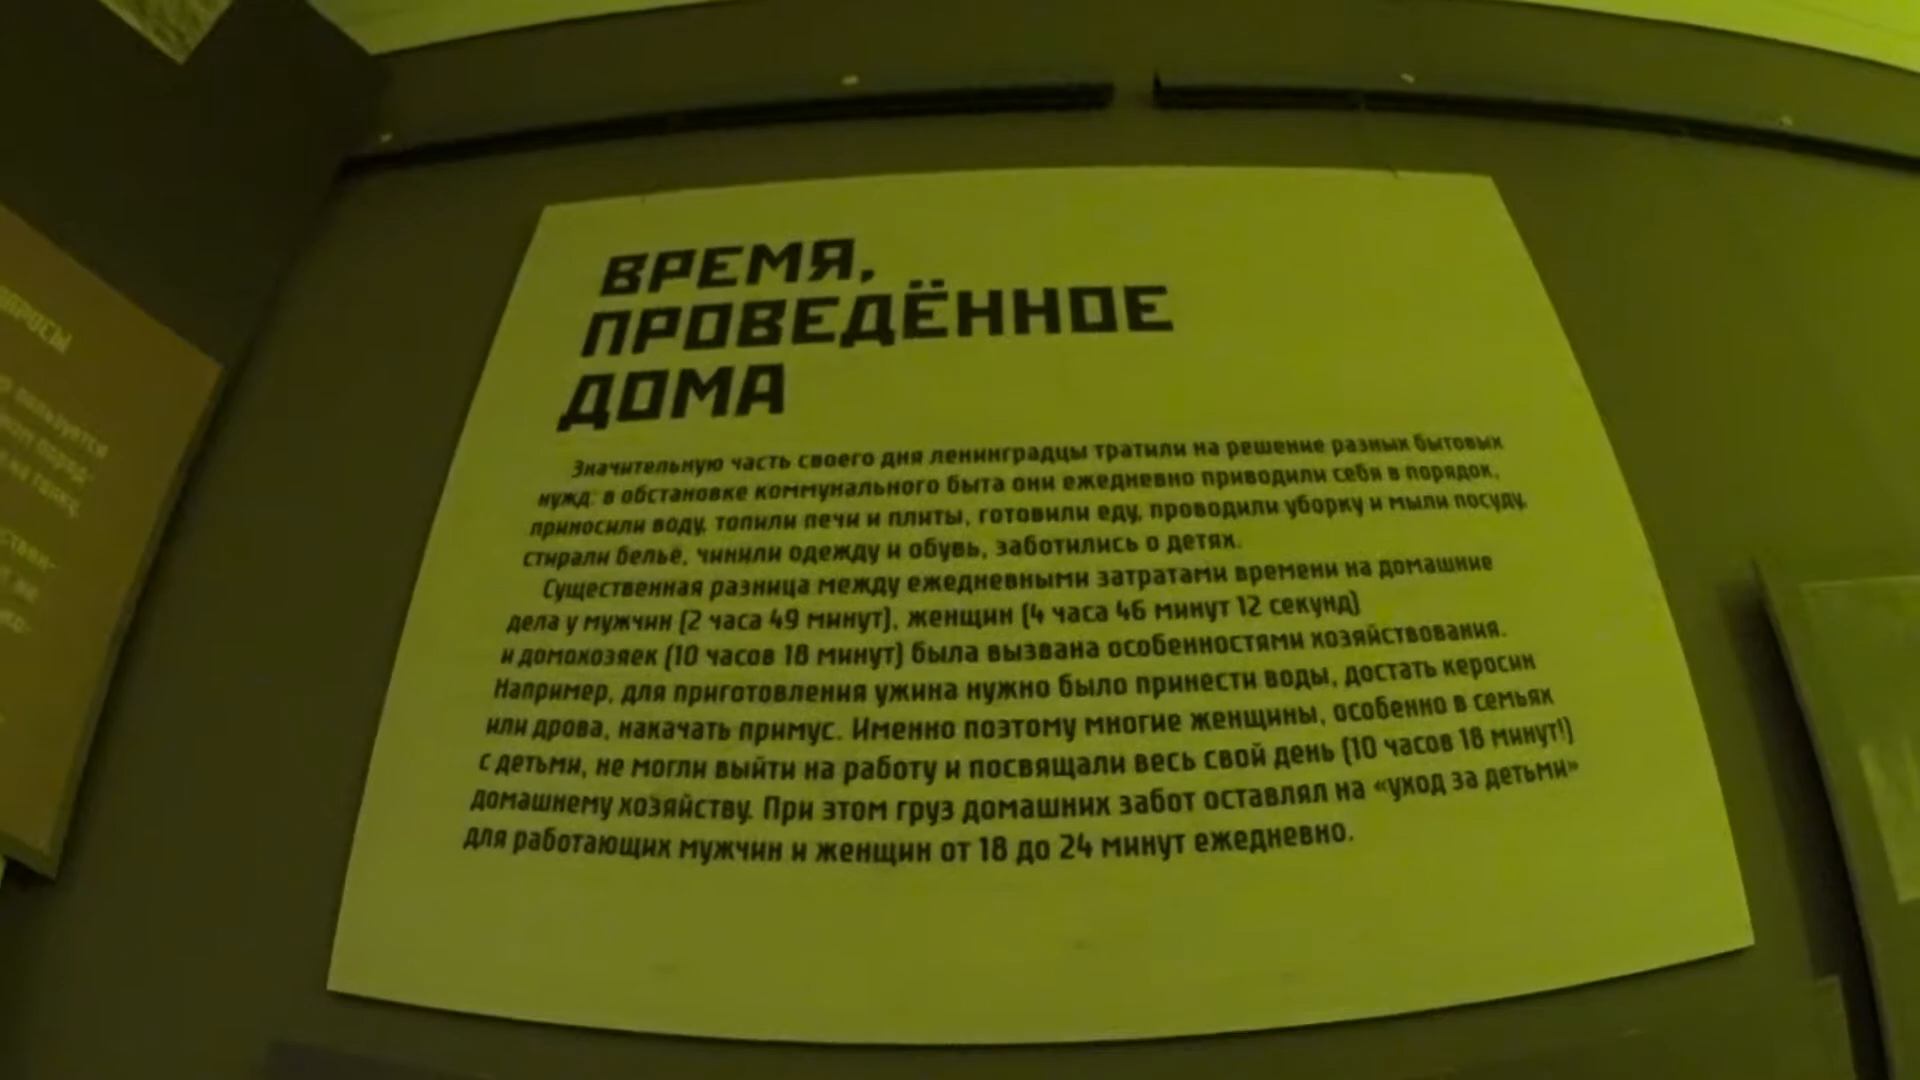 ВРЕМЯ,
ПРОВЕДЁННОЕ
ДОМА
Значительную часть своего дня ленинградцы тратили на решение разных бытовых
нужд: в обстановке коммунального быта они ежедневно приводили себя в порядок,
приносили воду, топили печи и плиты, готовили еду, проводили уборку и мыли посуду,
стирали бельё, чинили одежду и обувь, заботились о детях.
Существенная разница между ежедневными затратами времени на домашние
дела у мужчин (2 часа 49 минут), женщин (4 часа 46 минут 12 секунд)
и домохозяек (10 часов 18 минут) была вызвана особенностями хозяйствования.
Например, для приготовления ужина нужно было принести воды, достать керосин
или дрова, накачать примус. Именно поэтому многие женщины, особенно в семьях
с детьми, не могли выйти на работу и посвящали весь свой день (10 часов 18 минут!)
домашнему хозяйству. При этом груз домашних забот оставлял на «уход за детьми»
для работающих мужчин и женщин от 18 до 24 минут ежедневно.